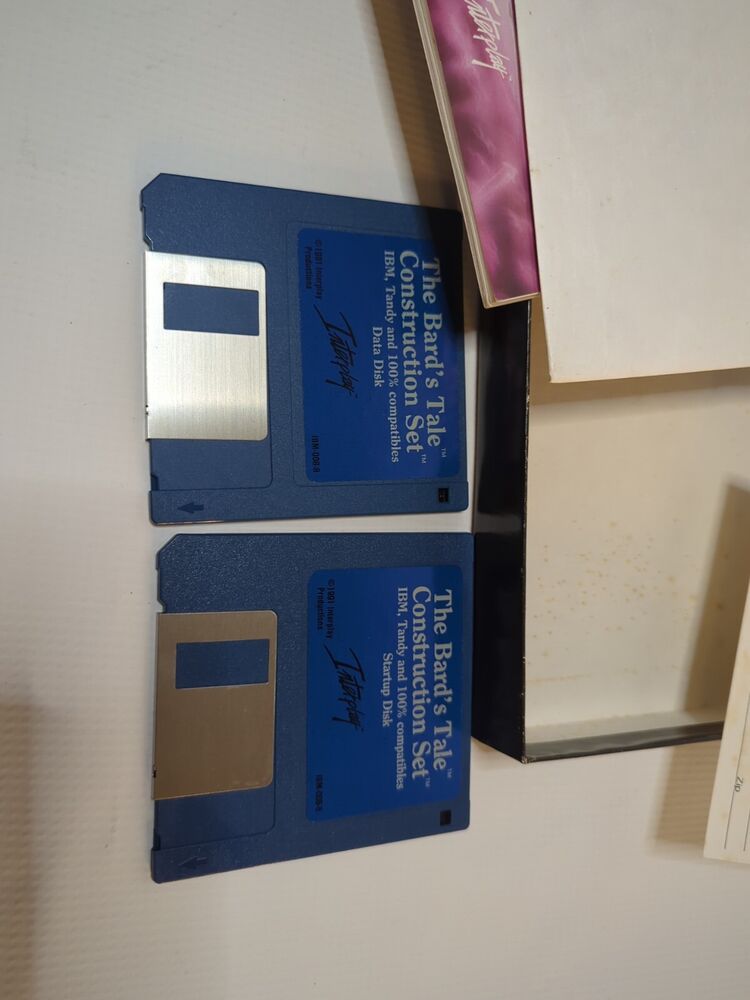 Interplay
The Bard's Tale™
Construction Set™
IBM, Tandy and 100% compatibles
Data Disk
Interplay
©1991 Interplay
Productions
The Bard's Tale™
Construction Set™
IBM, Tandy and 100% compatibles
Startup Disk
Interplay
©1991 Interplay
Productions
Zip